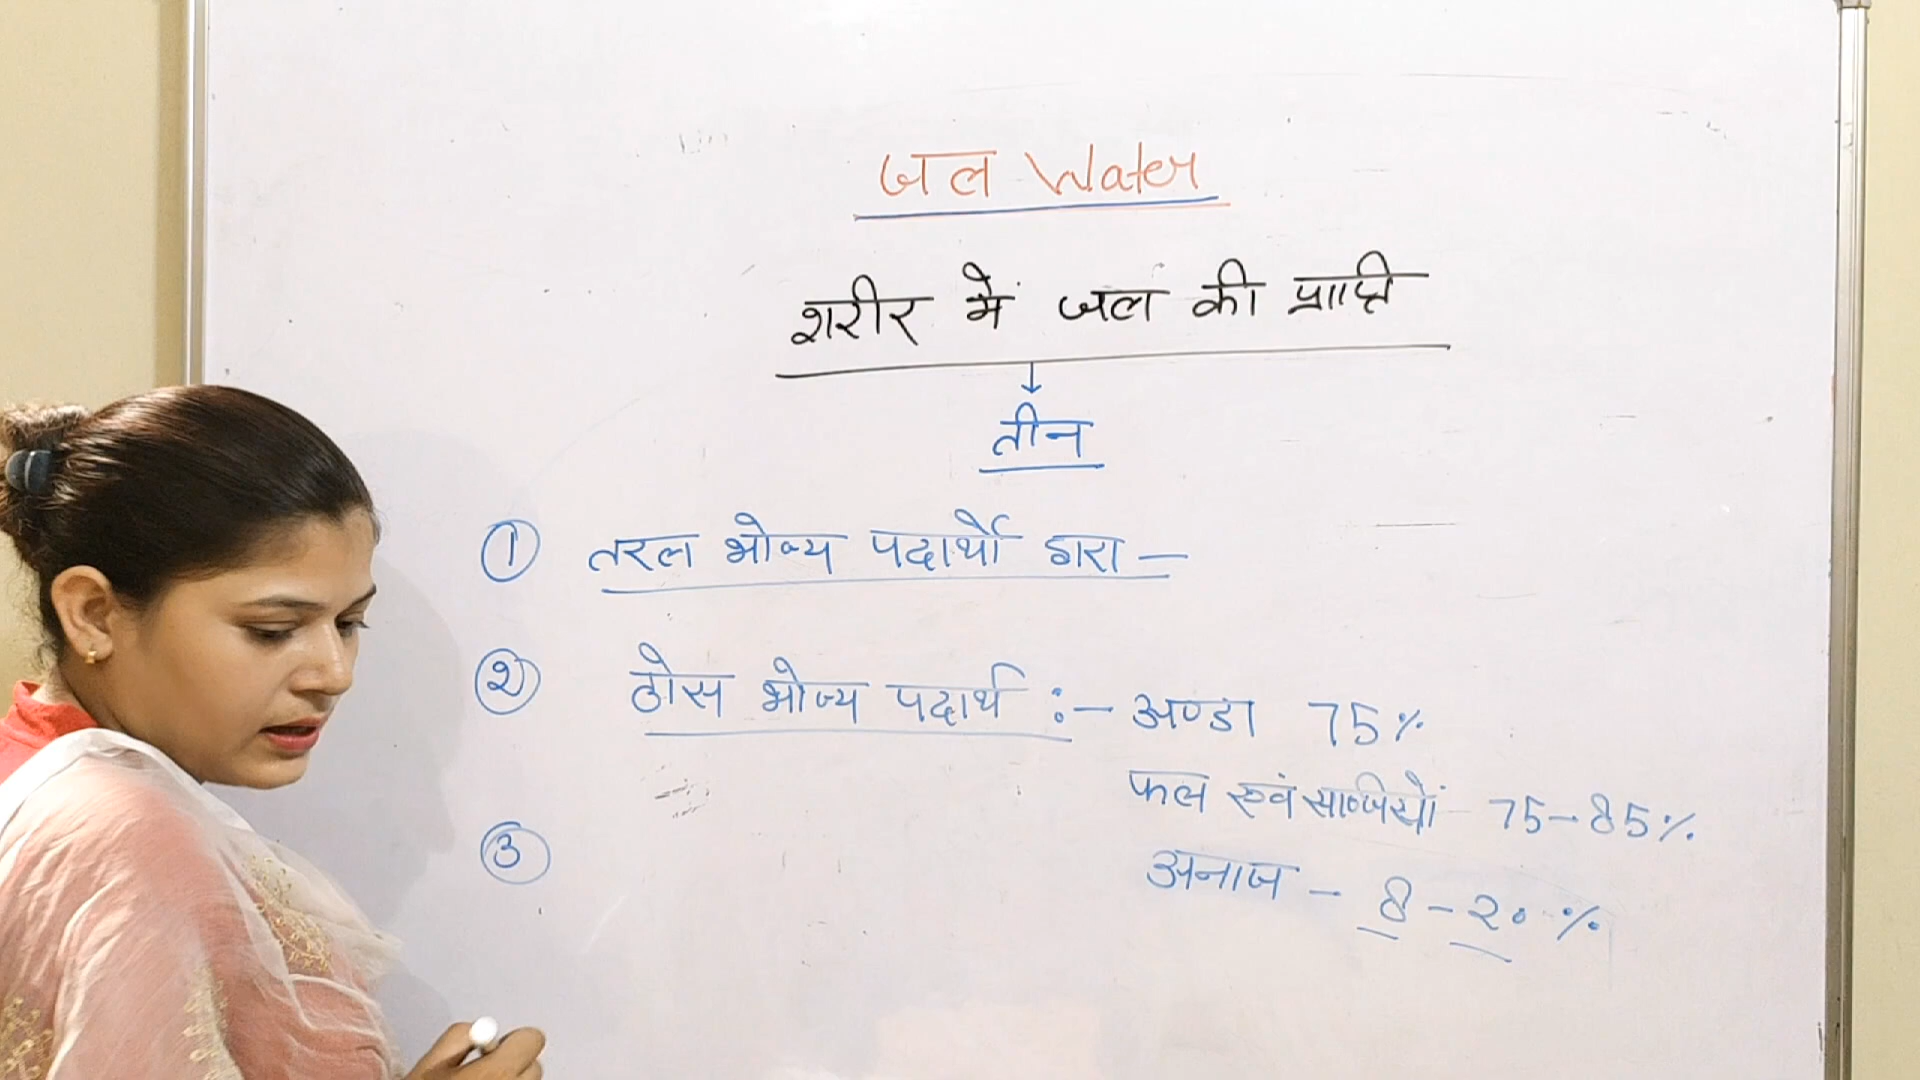 जल Water
शरीर में जल की प्राप्ति
↓
तीन
① तरल भोज्य पदार्थों द्वारा –
② ठोस भोज्य पदार्थ :– अण्डा 75%
फल एवं सब्जियों 75–85%
③
अनाज – 8–20%